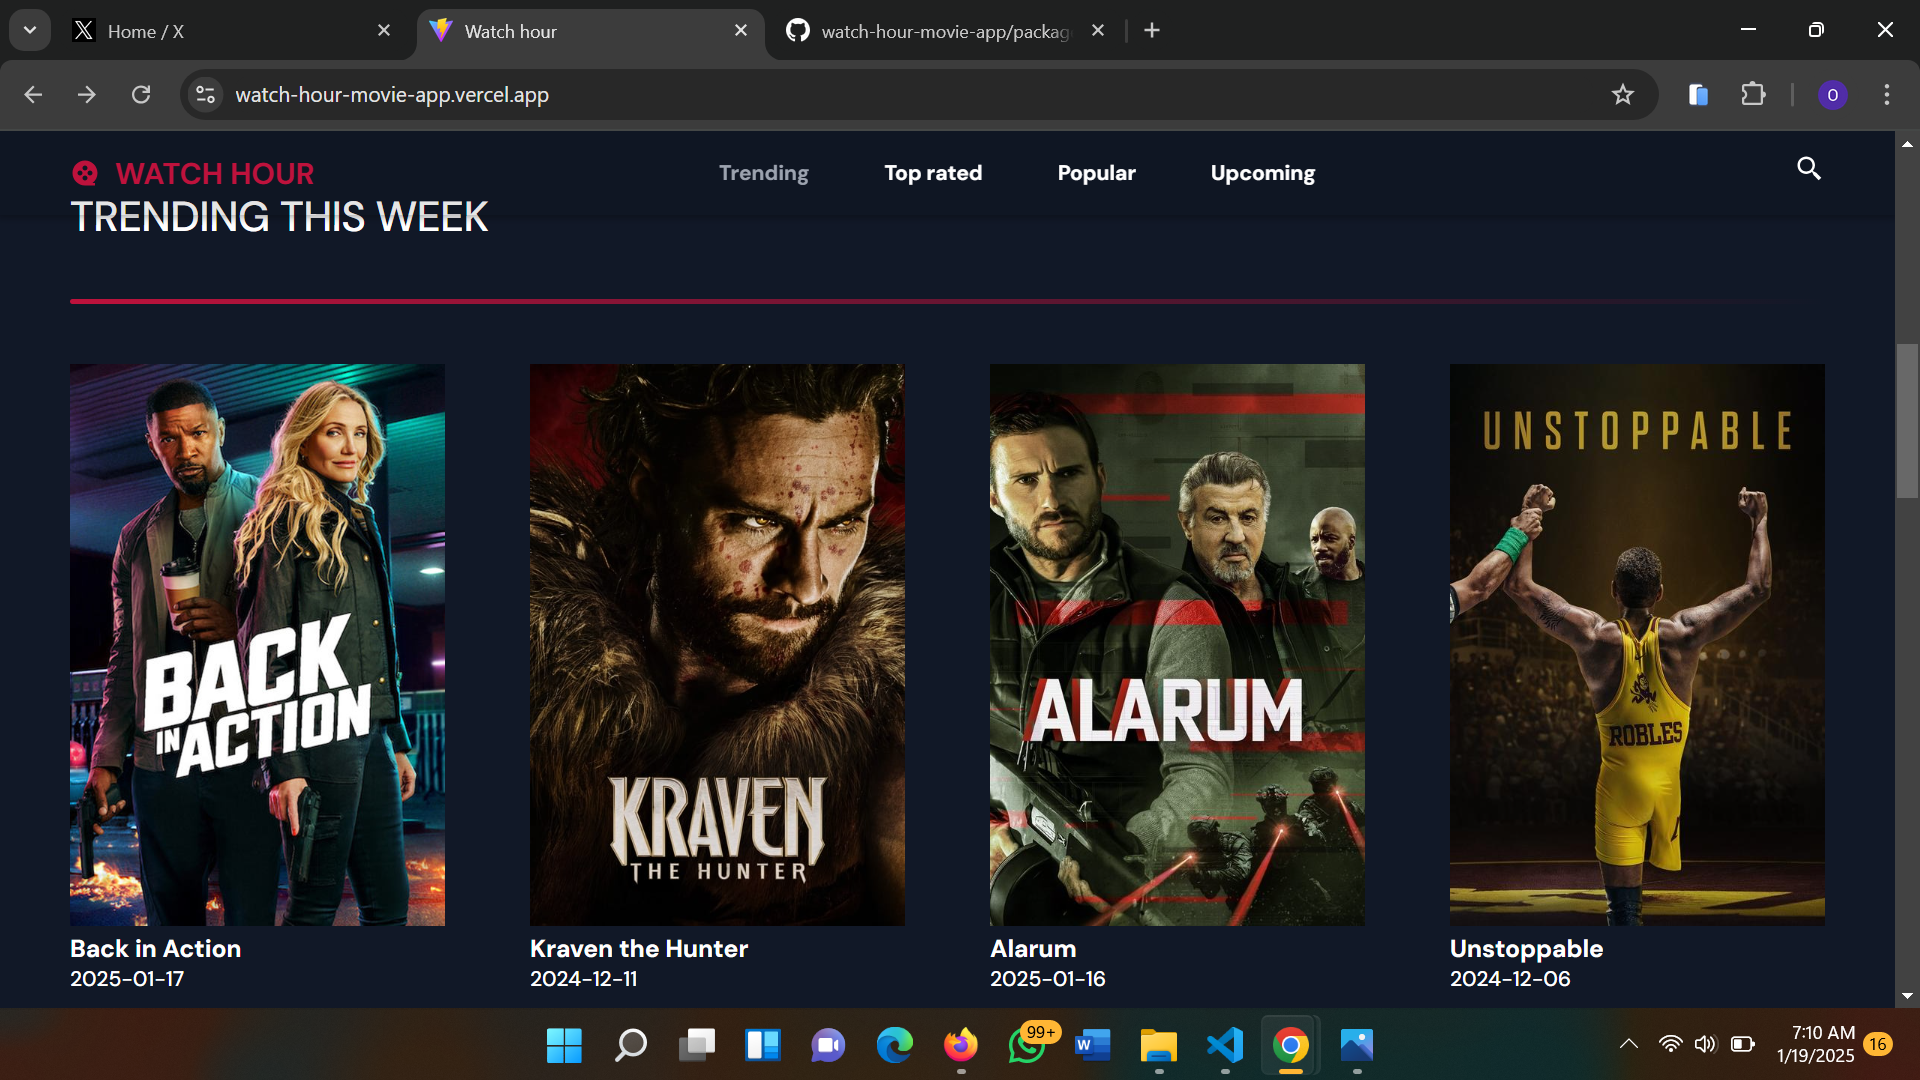 Home / X
Watch hour
watch-hour-movie-app/packag
watch-hour-movie-app.vercel.app
O
WATCH HOUR
Trending
Top rated
Popular
Upcoming
TRENDING THIS WEEK
BACK
IN ACTION
KRAVEN
THE HUNTER
ALARUM
UNSTOPPABLE
ROBLES
Back in Action
2025-01-17
Kraven the Hunter
2024-12-11
Alarum
2025-01-16
Unstoppable
2024-12-06
99+
W
7:10 AM
1/19/2025
16